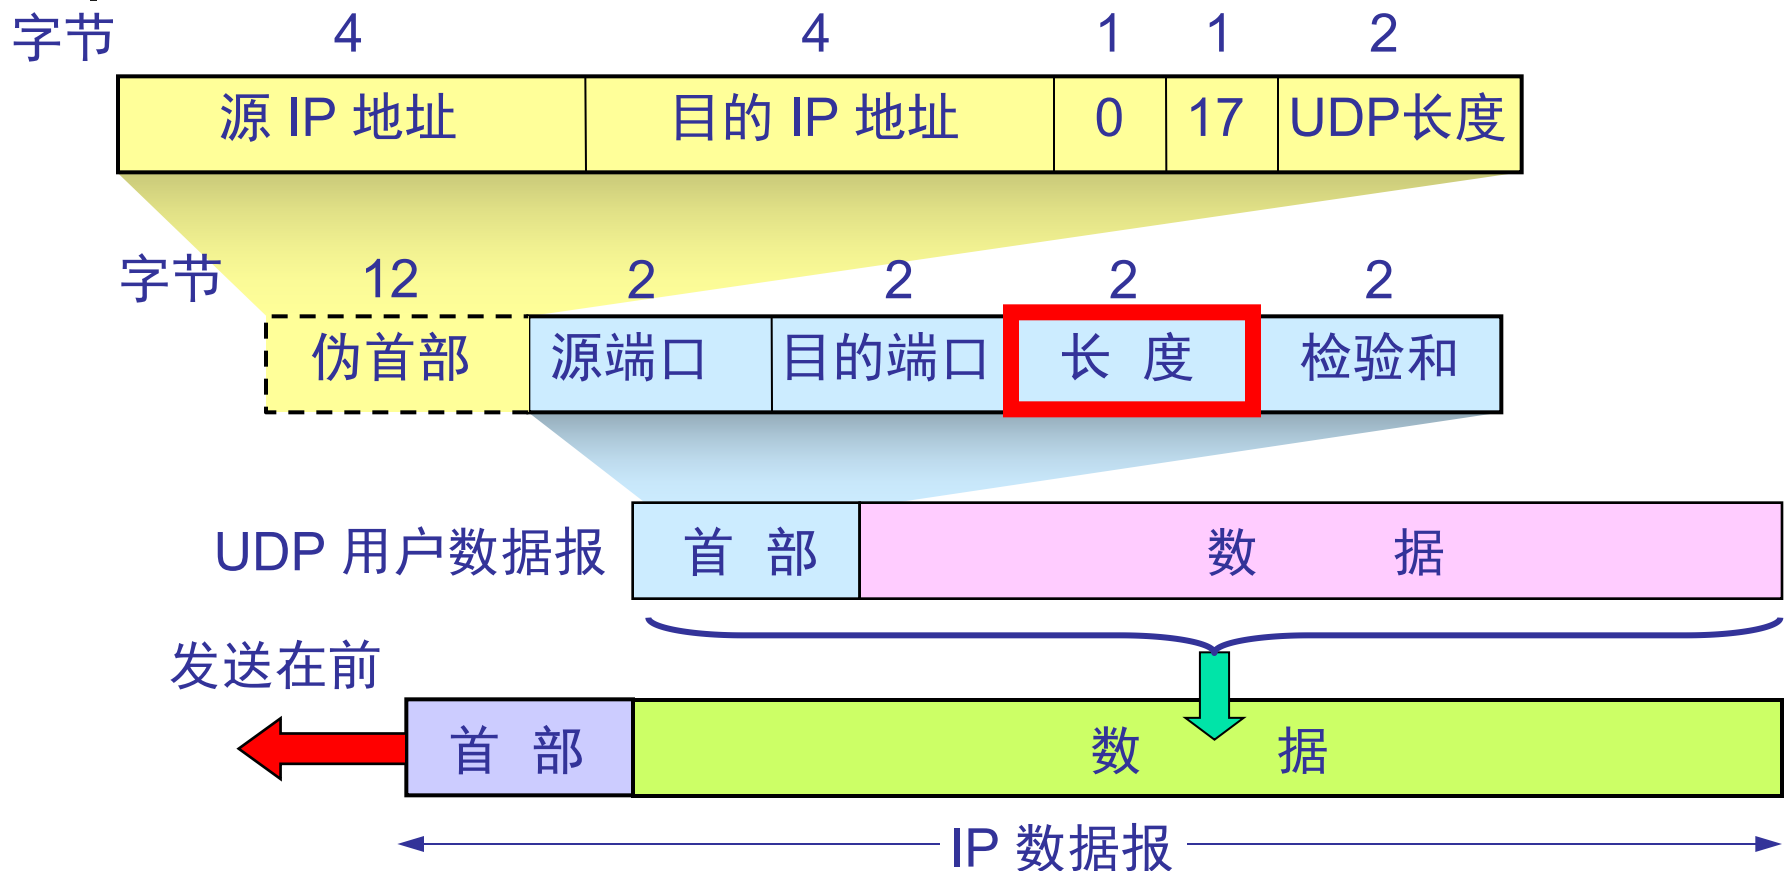 字节 4 4 1 1 2
源 IP 地址 目的 IP 地址 0 17 UDP长度
字节 12 2 2 2 2
伪首部 源端口 目的端口 长 度 检验和
UDP 用户数据报 首 部 数 据
发送在前
首 部 数 据
IP 数据报